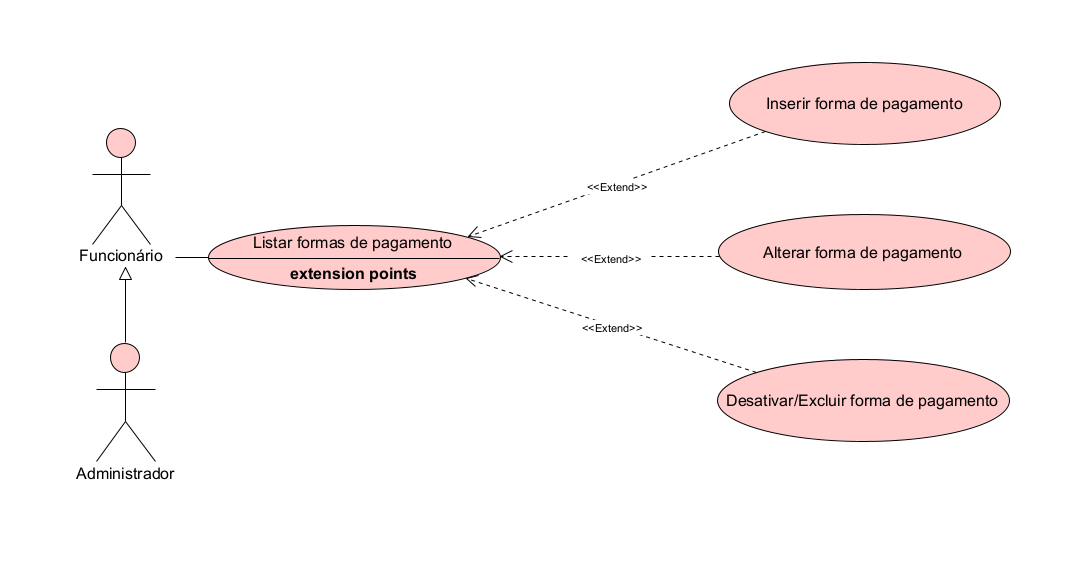 Inserir forma de pagamento
<<Extend>>
Funcionário
Listar formas de pagamento
extension points
<<Extend>>
Alterar forma de pagamento
<<Extend>>
Desativar/Excluir forma de pagamento
Administrador